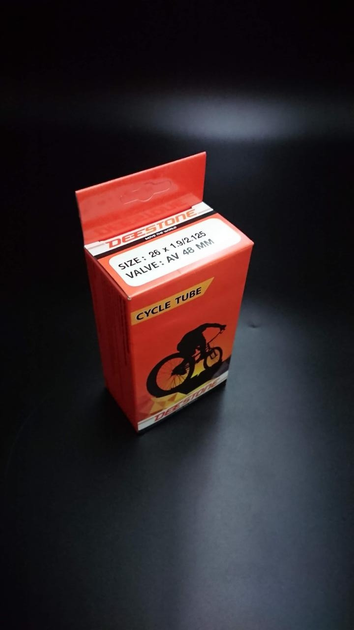 DEESTONE
SIZE: 26 x 1.9/2.125
VALVE: AV 48 MM
CYCLE TUBE
DEESTONE